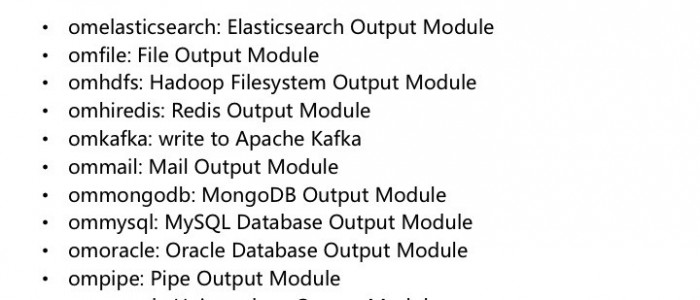 • omelasticsearch: Elasticsearch Output Module
• omfile: File Output Module
• omhdfs: Hadoop Filesystem Output Module
• omhiredis: Redis Output Module
• omkafka: write to Apache Kafka
• ommail: Mail Output Module
• ommongodb: MongoDB Output Module
• ommysql: MySQL Database Output Module
• omoracle: Oracle Database Output Module
• ompipe: Pipe Output Module